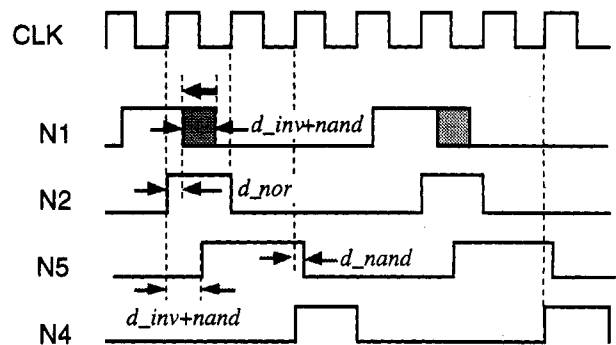 CLK
N1
d_inv+nand
N2
d_nor
N5
d_nand
d_inv+nand
N4